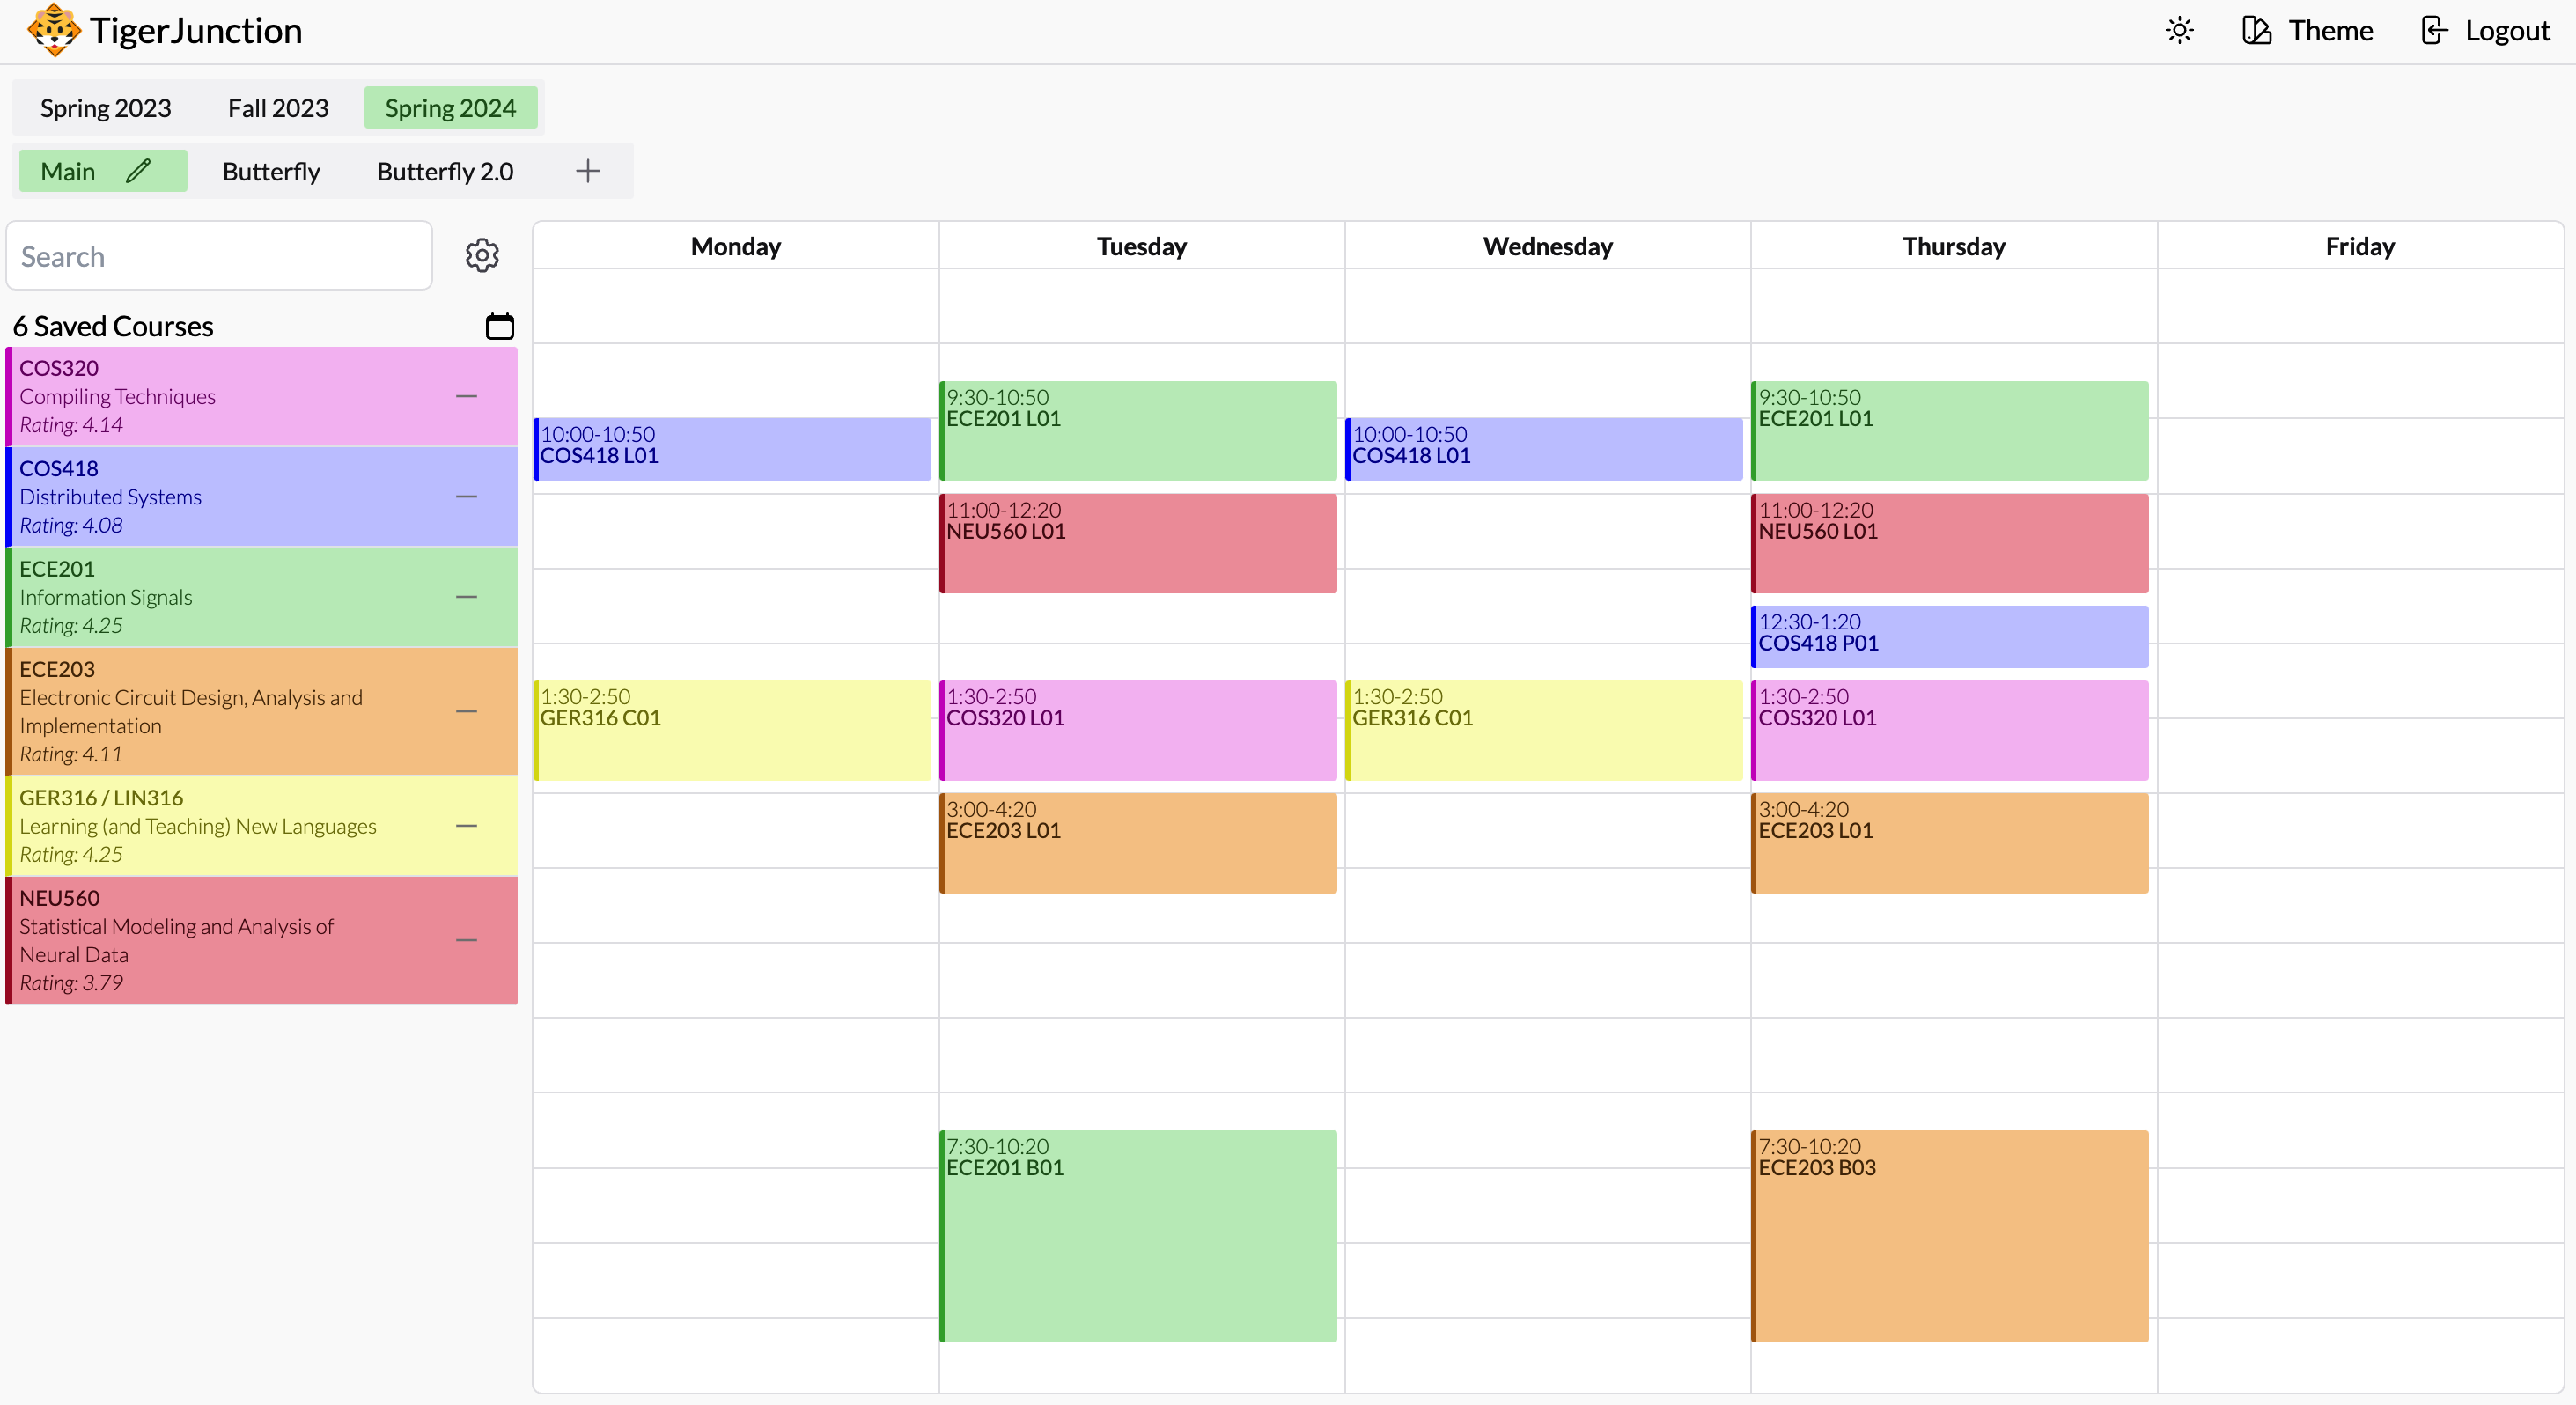 TigerJunction
Theme
Logout
Spring 2023
Fall 2023
Spring 2024
Main
Butterfly
Butterfly 2.0
Search
6 Saved Courses
COS320
Compiling Techniques
Rating: 4.14
COS418
Distributed Systems
Rating: 4.08
ECE201
Information Signals
Rating: 4.25
ECE203
Electronic Circuit Design, Analysis and
Implementation
Rating: 4.11
GER316 / LIN316
Learning (and Teaching) New Languages
Rating: 4.25
NEU560
Statistical Modeling and Analysis of
Neural Data
Rating: 3.79
Monday
Tuesday
Wednesday
Thursday
Friday
10:00-10:50
COS418 L01
1:30-2:50
GER316 C01
9:30-10:50
ECE201 L01
11:00-12:20
NEU560 L01
1:30-2:50
COS320 L01
3:00-4:20
ECE203 L01
7:30-10:20
ECE201 B01
10:00-10:50
COS418 L01
1:30-2:50
GER316 C01
9:30-10:50
ECE201 L01
11:00-12:20
NEU560 L01
12:30-1:20
COS418 P01
1:30-2:50
COS320 L01
3:00-4:20
ECE203 L01
7:30-10:20
ECE203 B03